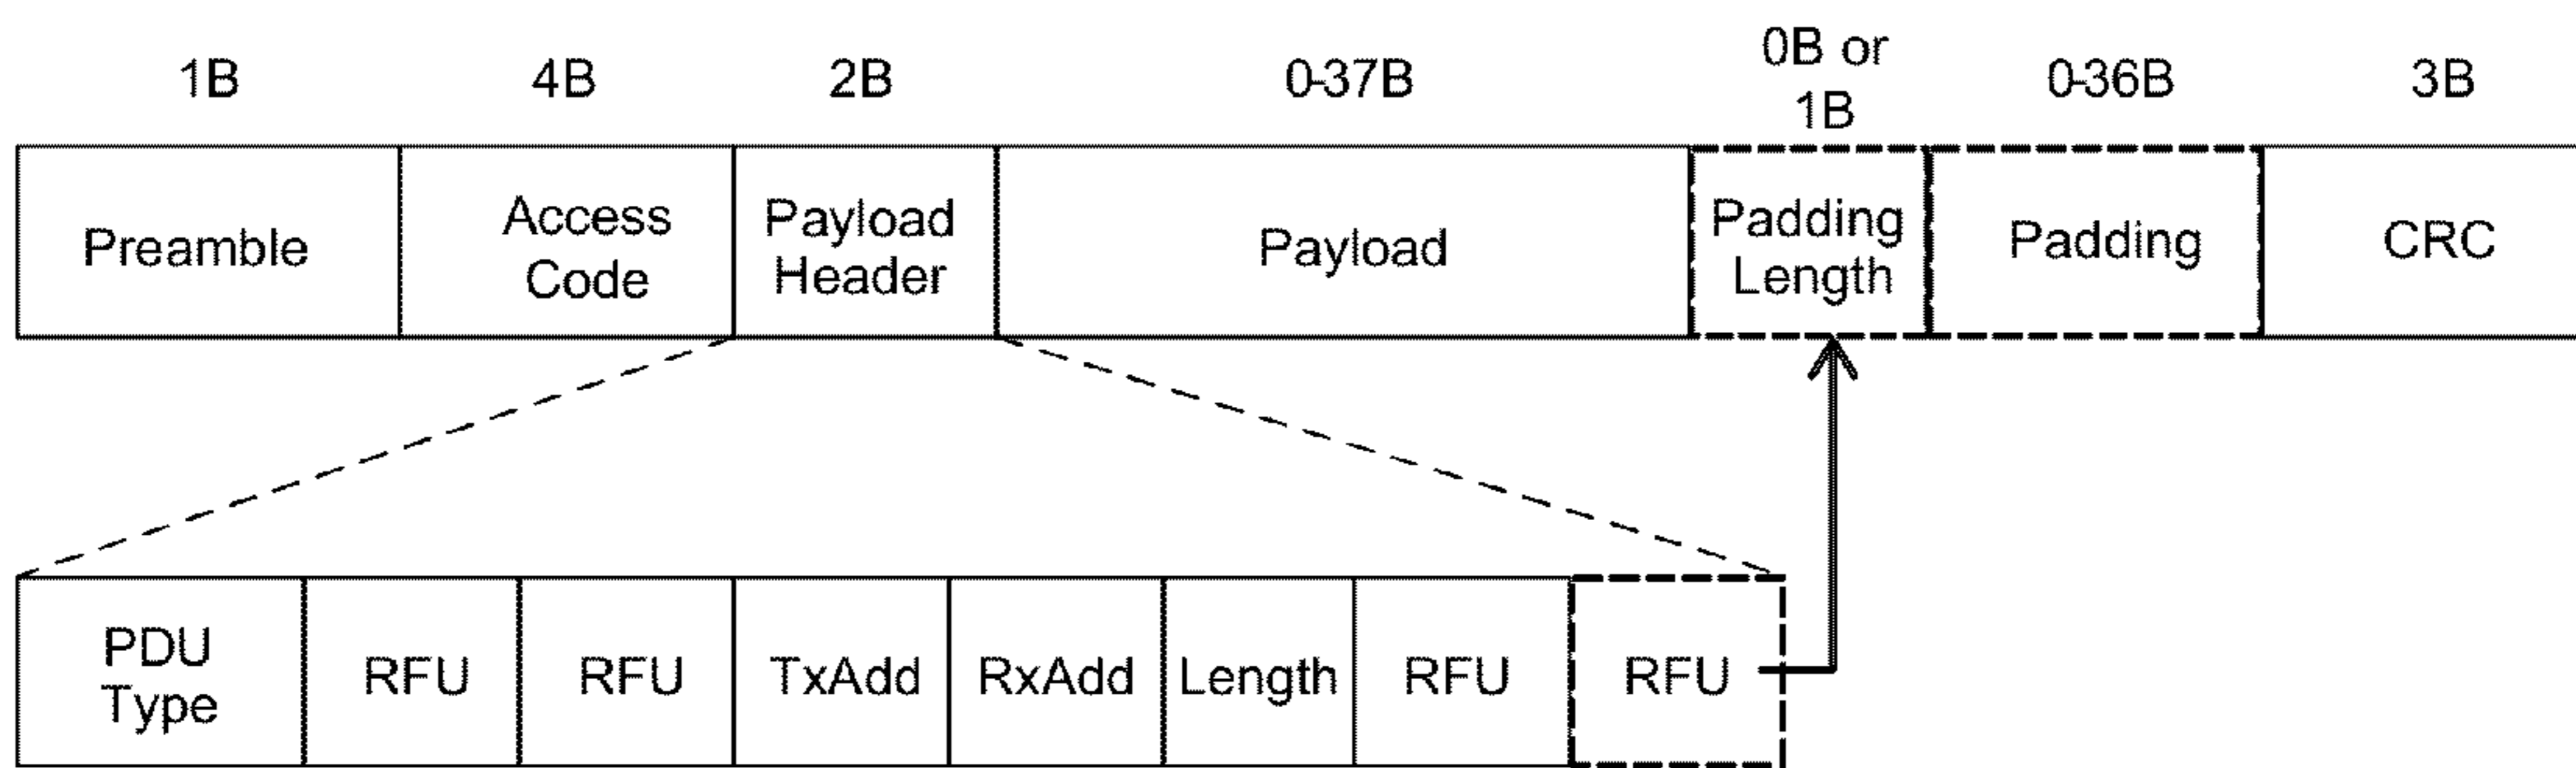 1B 4B 2B 0-37B 0B or 1B 0-36B 3B
Preamble
Access
Code
Payload
Header
Payload
Padding
Length
Padding
CRC
PDU
Type
RFU
RFU
TxAdd
RxAdd
Length
RFU
RFU